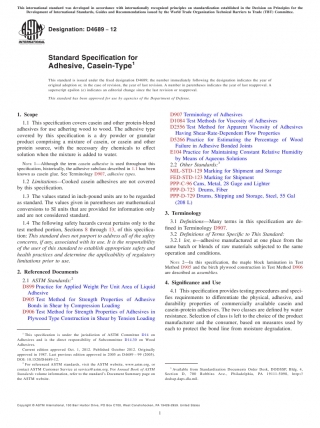 This international standard was developed in accordance with internationally recognized principles on standardization established in the Decision on Principles for the
Development of International Standards, Guides and Recommendations issued by the World Trade Organization Technical Barriers to Trade (TBT) Committee.
INTERNATIONAL
Designation: D4689 − 12
Standard Specification for
Adhesive, Casein-Type1
This standard is issued under the fixed designation D4689; the number immediately following the designation indicates the year of
original adoption or, in the case of revision, the year of last revision. A number in parentheses indicates the year of last reapproval. A
superscript epsilon (ε) indicates an editorial change since the last revision or reapproval.
This standard has been approved for use by agencies of the Department of Defense.
1. Scope
1.1 This specification covers casein and other protein-blend
adhesives for use adhering wood to wood. The adhesive type
covered by this specification is a dry powder or granular
product comprising a mixture of casein, or casein and other
protein source, with the necessary dry chemicals to effect
solution when the mixture is added to water.
NOTE 1—Although the term casein adhesive is used throughout this
specification, historically, the adhesive mixture described in 1.1 has been
known as casein glue. See Terminology D907, adhesive.
1.2 Limitations—Cooked casein adhesives are not covered
by this specification.
1.3 The values stated in inch-pound units are to be regarded
as standard. The values given in parentheses are mathematical
conversions to SI units that are provided for information only
and are not considered standard.
1.4 The following safety hazards caveat pertains only to the
test method portion, Sections 8 through 13, of this specifica-
tion: This standard does not purport to address all of the safety
concerns, if any, associated with its use. It is the responsibility
of the user of this standard to establish appropriate safety and
health practices and determine the applicability of regulatory
limitations prior to use.
2. Referenced Documents
2.1 ASTM Standards:2
D899 Practice for Applying Weight Per Unit Area of Liquid
Adhesive
D905 Test Method for Strength Properties of Adhesive
Bonds in Shear by Compression Loading
D906 Test Method for Strength Properties of Adhesives in
Plywood Type Construction in Shear by Tension Loading
1 This specification is under the jurisdiction of ASTM Committee D14 on
Adhesives and is the direct responsibility of Subcommittee D14.30 on Wood
Adhesives.
Current edition approved Oct. 1, 2012. Published October 2012. Originally
approved in 1987. Last previous edition approved in 2005 as D4689 – 99 (2005).
DOI: 10.1520/D4689-12.
2 For referenced ASTM standards, visit the ASTM website, www.astm.org, or
contact ASTM Customer Service at service@astm.org. For Annual Book of ASTM
Standards volume information, refer to the standard's Document Summary page on
the ASTM website.
D907 Terminology of Adhesives
D1084 Test Methods for Viscosity of Adhesives
D2556 Test Method for Apparent Viscosity of Adhesives
Having Shear-Rate-Dependent Flow Properties
D5266 Practice for Estimating the Percentage of Wood
Failure in Adhesive Bonded Joints
E104 Practice for Maintaining Constant Relative Humidity
by Means of Aqueous Solutions
2.2 Other Standards:3
MIL-STD-129 Marking for Shipment and Storage
FED-STD-123 Marking for Shipment
PPP-C-96 Cans, Metal, 28 Gage and Lighter
PPP-D-723 Drums, Fiber
PPP-D-729 Drums, Shipping and Storage, Steel, 55 Gal
(208 L)
3. Terminology
3.1 Definitions—Many terms in this specification are de-
fined in Terminology D907.
3.2 Definitions of Terms Specific to This Standard:
3.2.1 lot, n—adhesive manufactured at one place from the
same batch or blends of raw materials subjected to the same
operation and conditions.
NOTE 2—In this specification, the maple block lamination in Test
Method D905 and the birch plywood construction in Test Method D906
are described as assemblies.
4. Significance and Use
4.1 This specification provides testing procedures and speci-
fies requirements to differentiate the physical, adhesive, and
durability properties of commercially available casein and
casein-protein adhesives. The two classes are defined by water
resistance. Selection of class is left to the choice of the product
manufacturer and the consumer, based on measures used by
each to protect the bond line from moisture degradation.
3 Available from Standardization Documents Order Desk, DODSSP, Bldg. 4,
Section D, 700 Robbins Ave., Philadelphia, PA 19111-5098, http://
dodssp.daps.dla.mil.
Copyright © ASTM International, 100 Barr Harbor Drive, PO Box C700, West Conshohocken, PA 19428-2959. United States
1